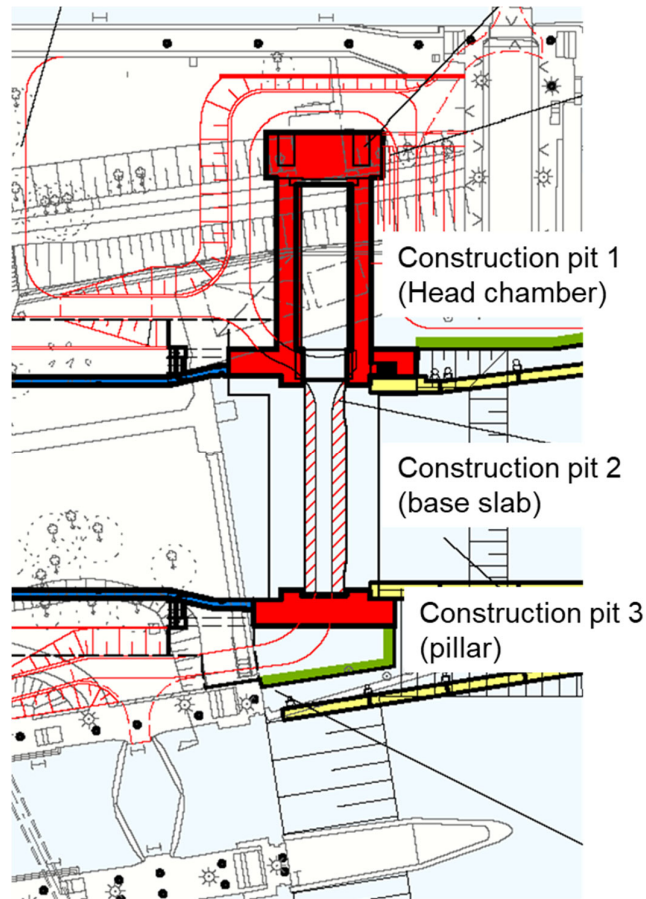 Construction pit 1
(Head chamber)
Construction pit 2
(base slab)
Construction pit 3
(pillar)